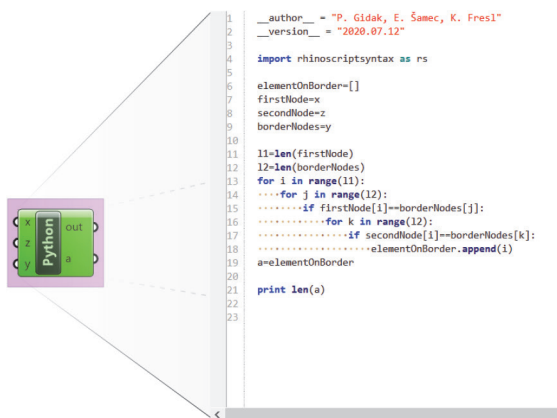 x
z
y
Python
out
a
1 __author__ = "P. Gidak, E. Šamec, K. Fresl"
2 __version__ = "2020.07.12"
3
4 import rhinoscriptsyntax as rs
5
6 elementOnBorder=[]
7 firstNode=x
8 secondNode=z
9 borderNodes=y
10
11 l1=len(firstNode)
12 l2=len(borderNodes)
13 for i in range(l1):
14 ····for j in range(l2):
15 ········if firstNode[i]==borderNodes[j]:
16 ············for k in range(l2):
17 ················if secondNode[i]==borderNodes[k]:
18 ····················elementOnBorder.append(i)
19 a=elementOnBorder
20
21 print len(a)
22
23